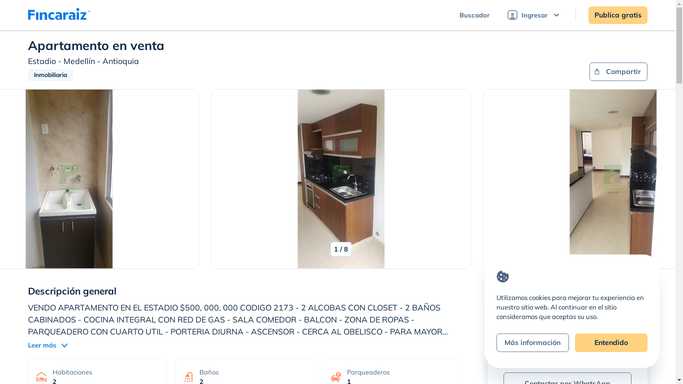 Fincaraiz
Buscador
Ingresar
Publica gratis
Apartamento en venta
Estadio - Medellín - Antioquia
Inmobiliaria
Compartir
1 / 8
Descripción general
VENDO APARTAMENTO EN EL ESTADIO $500, 000, 000 CODIGO 2173 - 2 ALCOBAS CON CLOSET - 2 BAÑOS
CABINADOS - COCINA INTEGRAL CON RED DE GAS - SALA COMEDOR - BALCON - ZONA DE ROPAS -
PARQUEADERO CON CUARTO UTIL - PORTERIA DIURNA - ASCENSOR - CERCA AL OBELISCO - PARA MAYOR...
Leer más
Habitaciones
2
Baños
2
Parqueaderos
1
Utilizamos cookies para mejorar tu experiencia en
nuestro sitio web. Al continuar en el sitio
consideramos que aceptas su uso.
Más información
Entendido
Contactar por WhatsApp